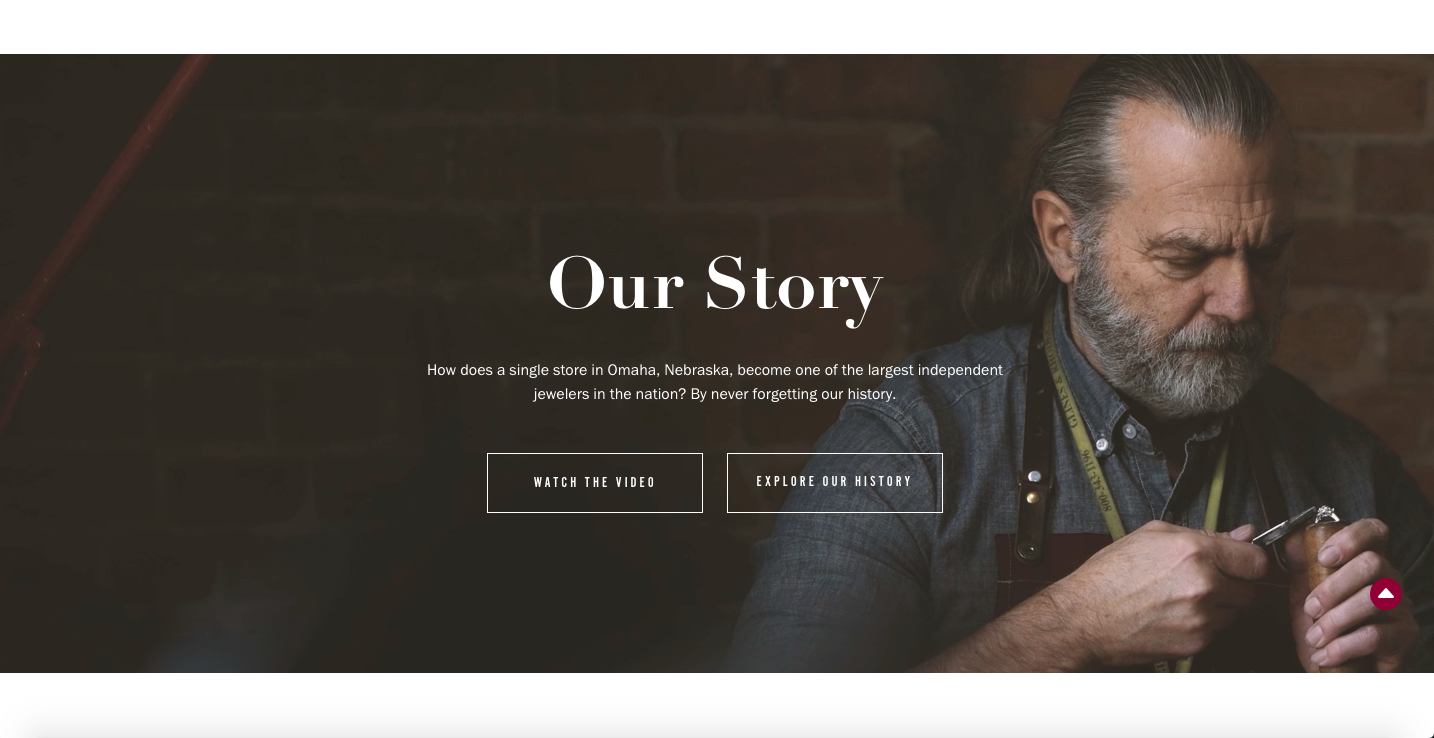 Our Story
How does a single store in Omaha, Nebraska, become one of the largest independent
jewelers in the nation? By never forgetting our history.
WATCH THE VIDEO
EXPLORE OUR HISTORY